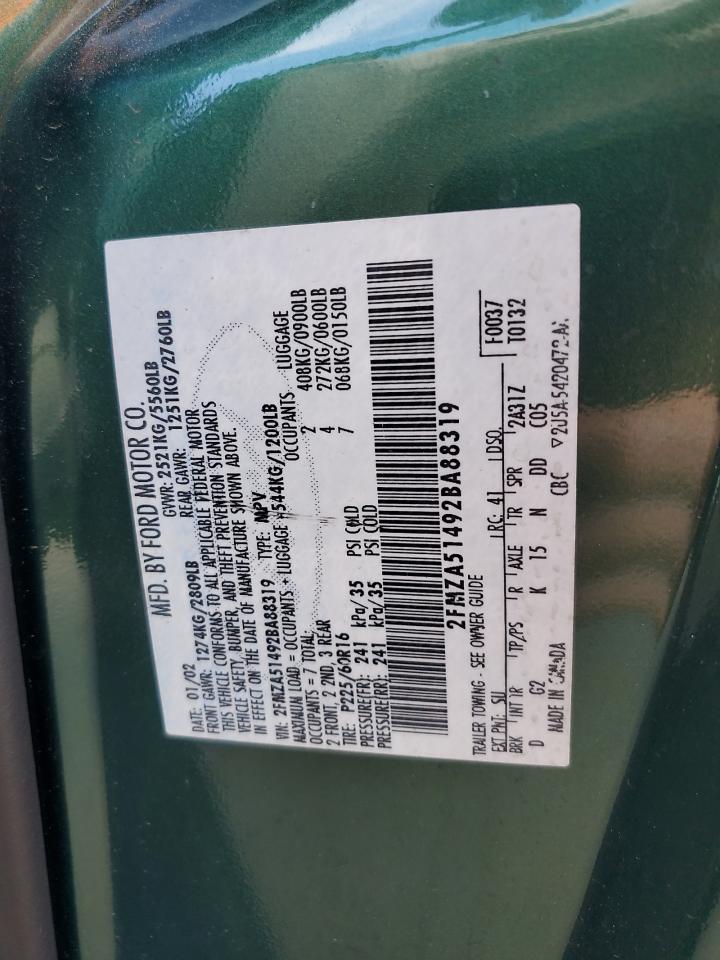 MFD. BY FORD MOTOR CO.
DATE: 01/02 GVWR: 2521KG/5560LB
FRONT GAWR: 1274KG/2809LB REAR GAWR: 1251KG/2760LB
THIS VEHICLE CONFORMS TO ALL APPLICABLE FEDERAL MOTOR
VEHICLE SAFETY, BUMPER, AND THEFT PREVENTION STANDARDS
IN EFFECT ON THE DATE OF MANUFACTURE SHOWN ABOVE.
VIN: 2FMZA51492BA88319 TYPE: MPV
MAXIMUM LOAD = OCCUPANTS + LUGGAGE = 544KG/1200LB
OCCUPANTS = 7 TOTAL: OCCUPANTS LUGGAGE
2 FRONT, 2 2ND, 3 REAR 2 408KG/0900LB
TIRE: P225/60R16 4 272KG/0600LB
PRESSURE(FR): 241 kPa/35 PSI COLD 7 068KG/0150LB
PRESSURE(RR): 241 kPa/35 PSI COLD
2FMZA51492BA88319
TRAILER TOWING - SEE OWNER GUIDE F0037
EXT PNT: SU LRG: 41 DSO: T0132
BRK INT TR TP/PS R AXLE TR SPR 2A31Z
D G2 K 15 N DD C05
MADE IN CANADA CBC